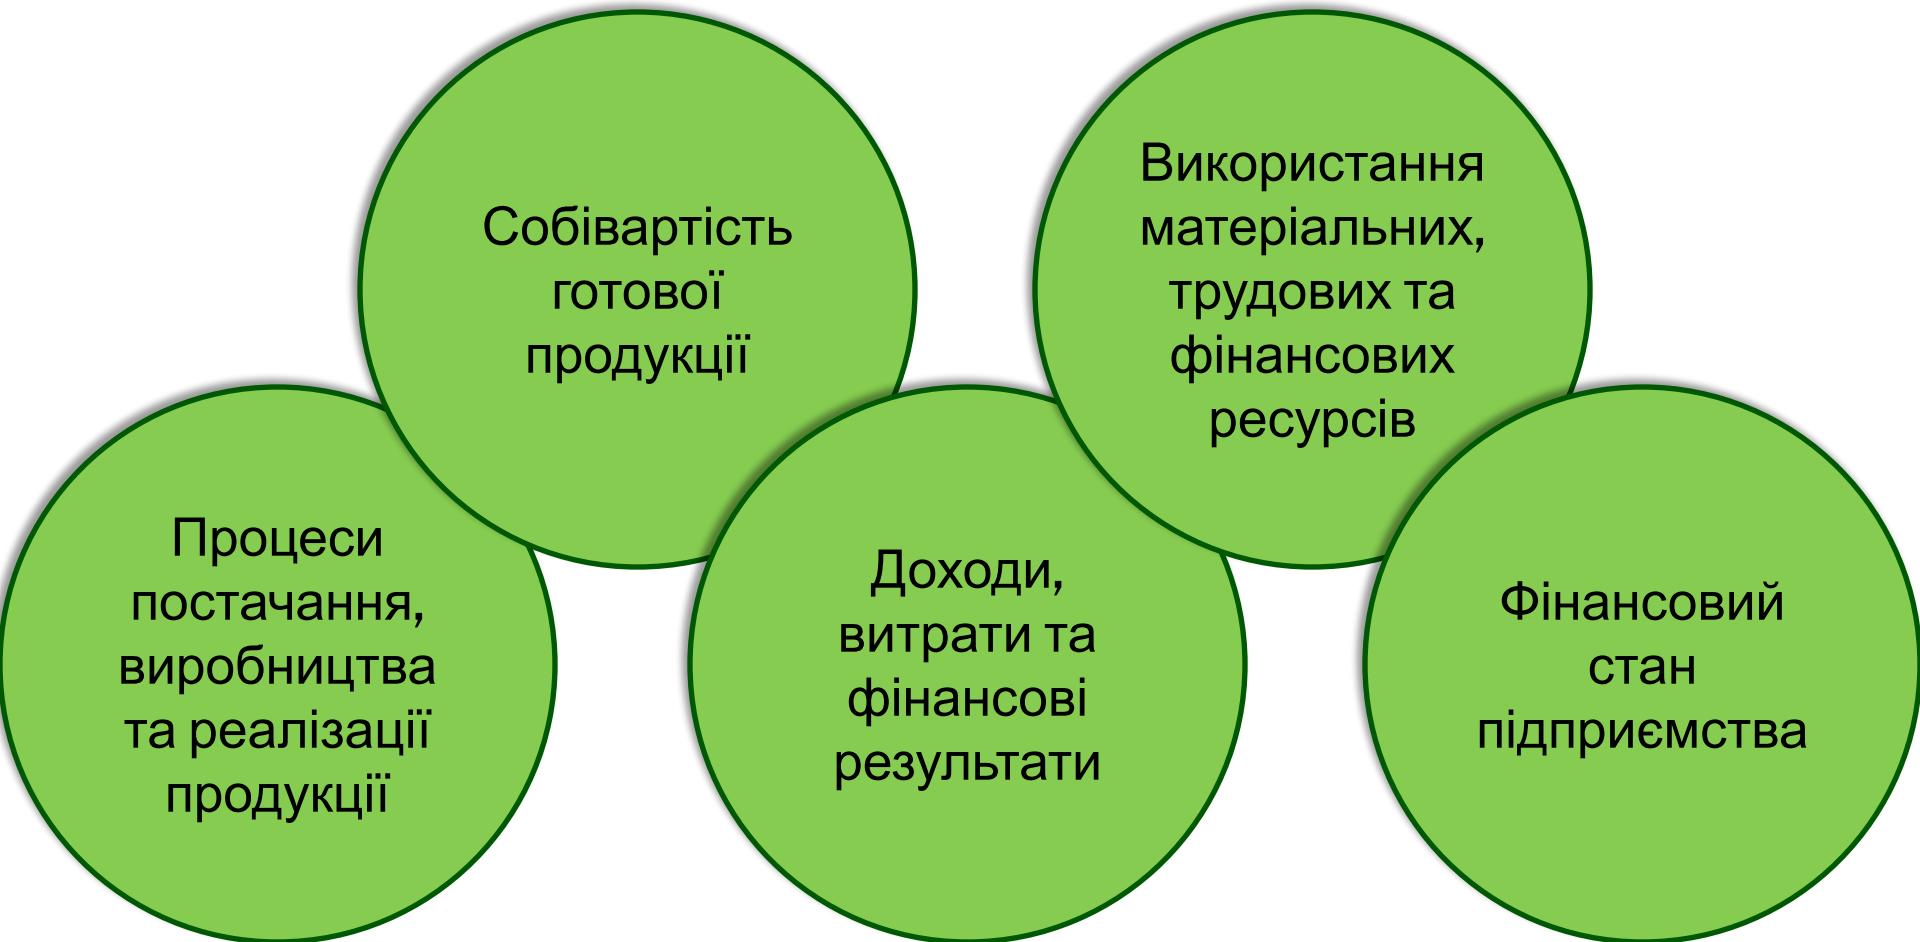 Процеси
постачання,
виробництва
та реалізації
продукції
Собівартість
готової
продукції
Доходи,
витрати та
фінансові
результати
Використання
матеріальних,
трудових та
фінансових
ресурсів
Фінансовий
стан
підприємства